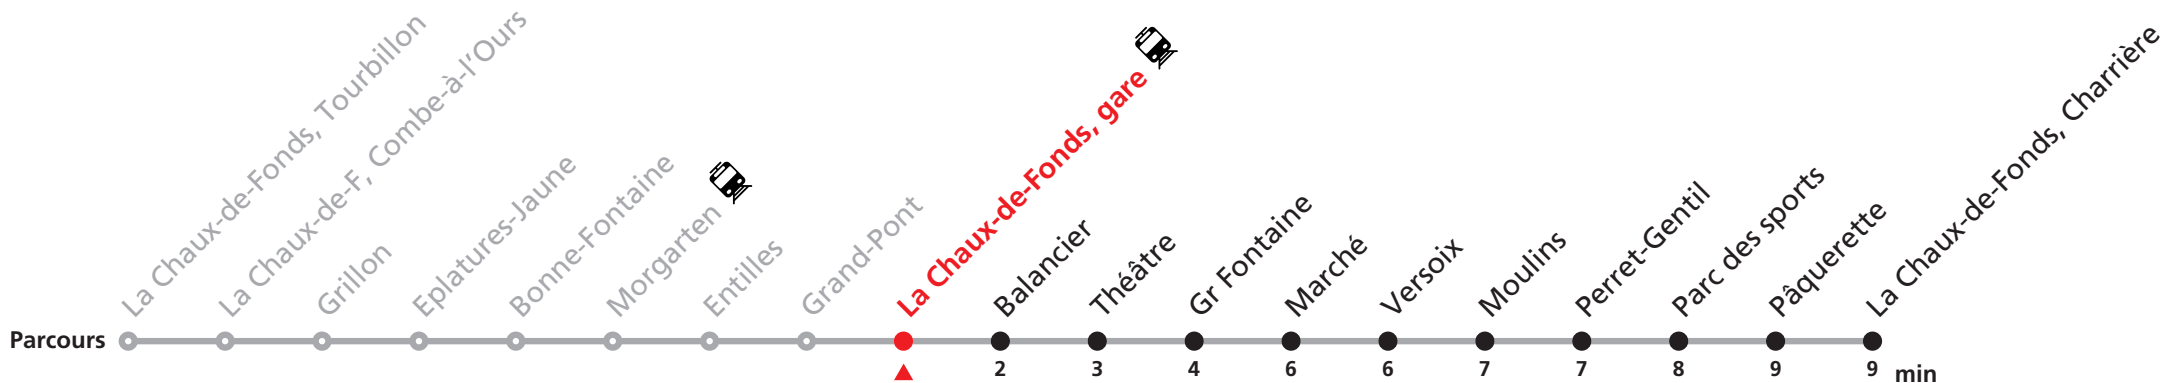 La Chaux-de-Fonds, Tourbillon
La Chaux-de-F, Combe-à-l'Ours
Grillon
Eplatures-Jaune
Bonne-Fontaine
Morgarten
Entilles
Grand-Pont
La Chaux-de-Fonds, gare
Balancier
Théâtre
Gr Fontaine
Marché
Versoix
Moulins
Perret-Gentil
Parc des sports
Pâquerette
La Chaux-de-Fonds, Charrière
Parcours
2 3 4 6 6 7 7 8 9 9 min